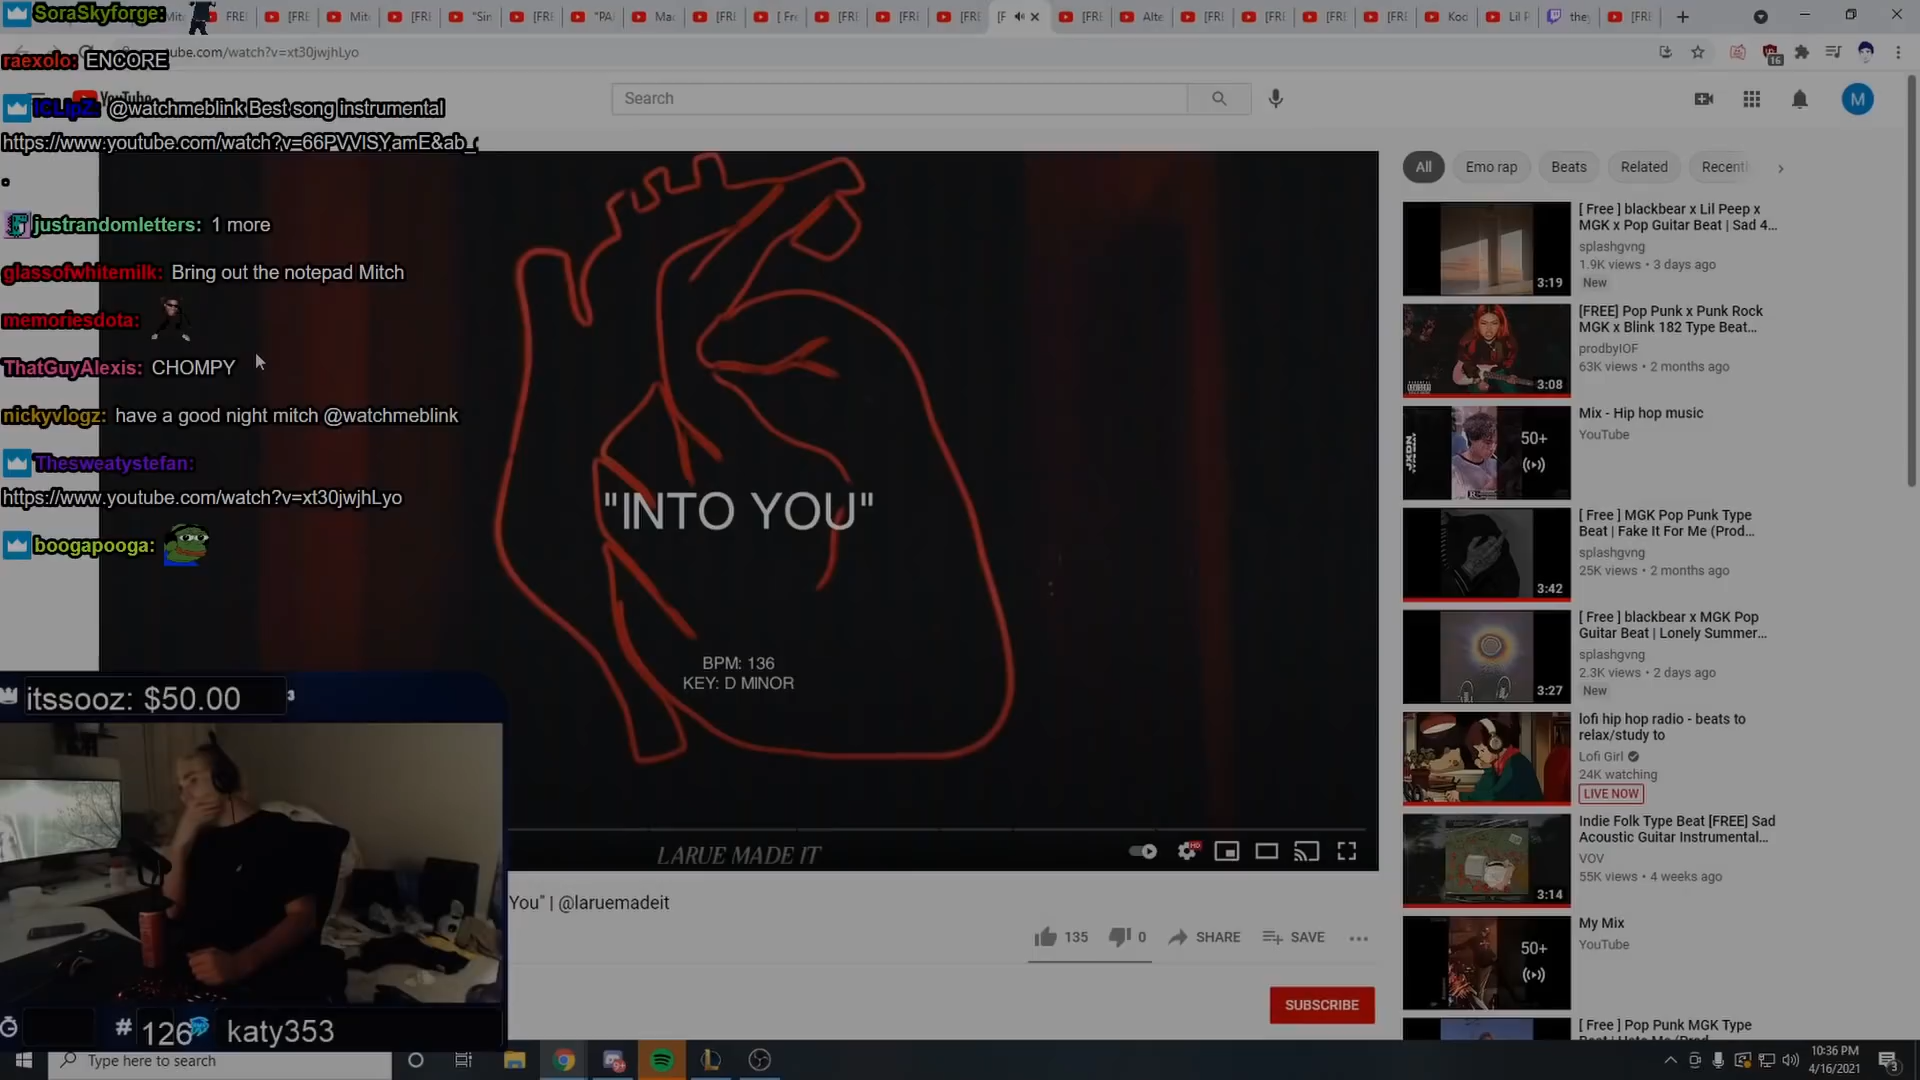 SoraSkyforge:
raexolo: ENCORE
@watchmeblink Best song instrumental
justrandomletters: 1 more
glassofwhitemilk: Bring out the notepad Mitch
memoriesdota:
ThatGuyAlexis: CHOMPY
nickyvlogz: have a good night mitch @watchmeblink
Thesweatystefan:
https://www.youtube.com/watch?v=xt30jwjhLyo
boogapooga:
Search
M
"INTO YOU"
BPM: 136
KEY: D MINOR
LARUE MADE IT
You" | @laruemadeit
135
0
SHARE
SAVE
SUBSCRIBE
All
Emo rap
Beats
Related
[ Free ] blackbear x Lil Peep x
MGK x Pop Guitar Beat | Sad 4...
splashgvng
1.9K views • 3 days ago
New
3:19
[FREE] Pop Punk x Punk Rock
MGK x Blink 182 Type Beat...
prodbyIOF
63K views • 2 months ago
3:08
Mix - Hip hop music
YouTube
50+
[ Free ] MGK Pop Punk Type
Beat | Fake It For Me (Prod...
splashgvng
25K views • 2 months ago
3:42
[ Free ] blackbear x MGK Pop
Guitar Beat | Lonely Summer...
splashgvng
2.3K views • 2 days ago
New
3:27
lofi hip hop radio - beats to
relax/study to
Lofi Girl
24K watching
LIVE NOW
Indie Folk Type Beat [FREE] Sad
Acoustic Guitar Instrumental...
VOV
55K views • 4 weeks ago
3:14
My Mix
YouTube
50+
[ Free ] Pop Punk MGK Type
itssooz: $50.00
# 126
katy353
Type here to search
10:36 PM
4/16/2021